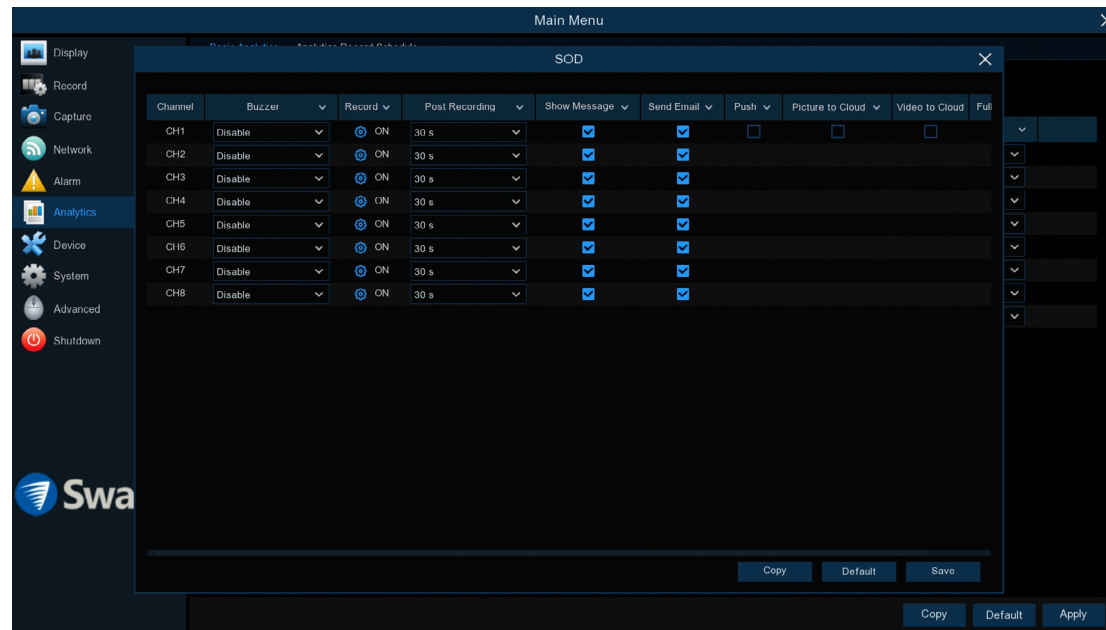 Main Menu
Display
Record
Capture
Network
Alarm
Analytics
Device
System
Advanced
Shutdown
Swa
SOD
Channel Buzzer Record Post Recording Show Message Send Email Push Picture to Cloud Video to Cloud Full
CH1 Disable ON 30 s
CH2 Disable ON 30 s
CH3 Disable ON 30 s
CH4 Disable ON 30 s
CH5 Disable ON 30 s
CH6 Disable ON 30 s
CH7 Disable ON 30 s
CH8 Disable ON 30 s
Copy Default Save
Copy Default Apply